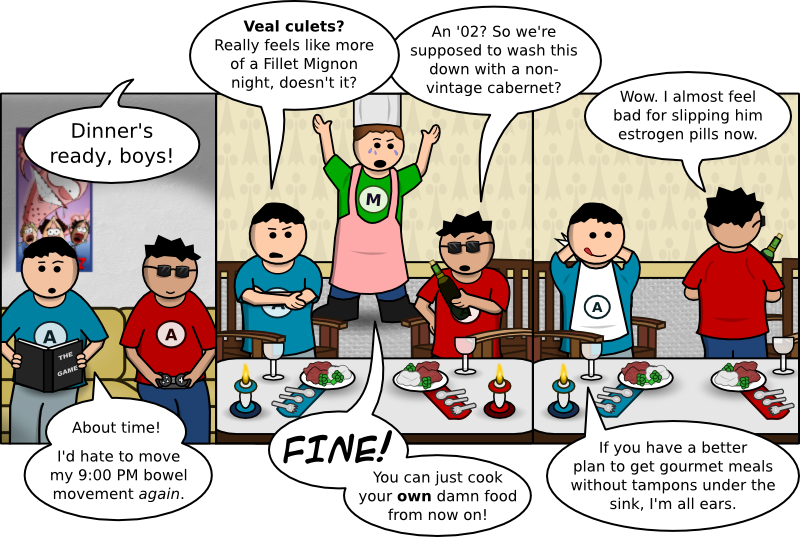 Dinner's
ready, boys!
A
THE
GAME
A
About time!
I'd hate to move
my 9:00 PM bowel
movement again.
Veal culets?
Really feels like more
of a Fillet Mignon
night, doesn't it?
An '02? So we're
supposed to wash this
down with a non-
vintage cabernet?
M
A
FINE!
You can just cook
your own damn food
from now on!
Wow. I almost feel
bad for slipping him
estrogen pills now.
A
If you have a better
plan to get gourmet meals
without tampons under the
sink, I'm all ears.